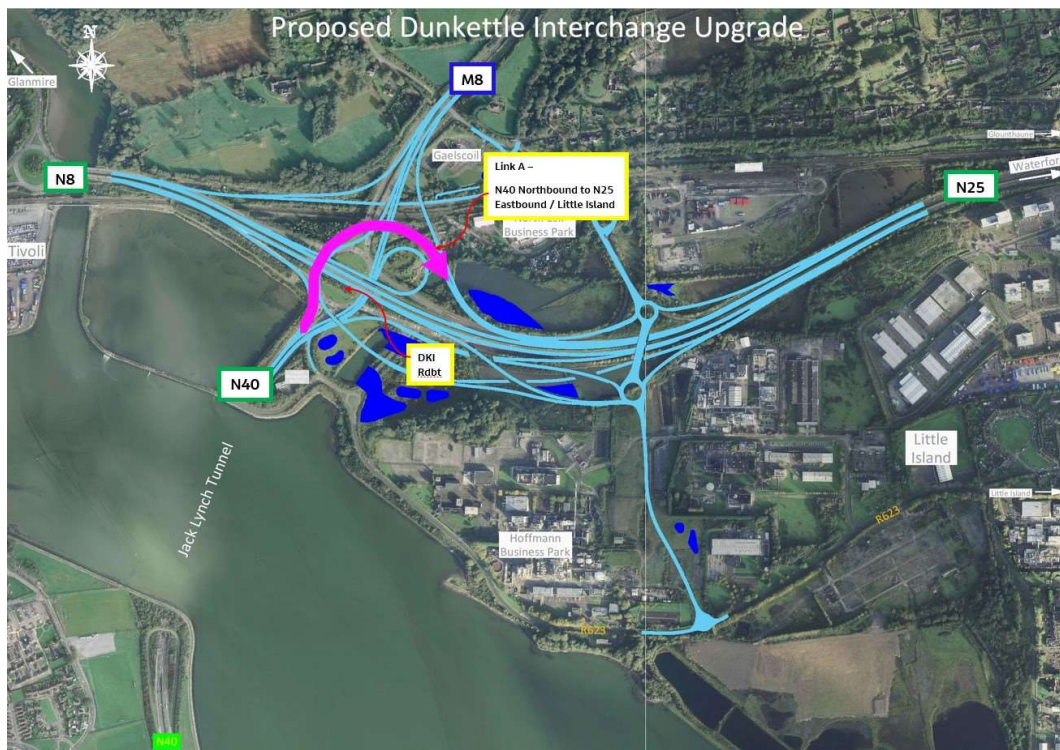 Proposed Dunkettle Interchange Upgrade
N
Glanmire
M8
Gaelscoil
Link A –
N40 Northbound to N25
Eastbound / Little Island
Business Park
Glounthaune
Waterfor
N8
N25
Tivoli
DKI
Rdbt
N40
Jack Lynch Tunnel
Little
Island
Little Island
R623
Hoffmann
Business Park
R623
N40